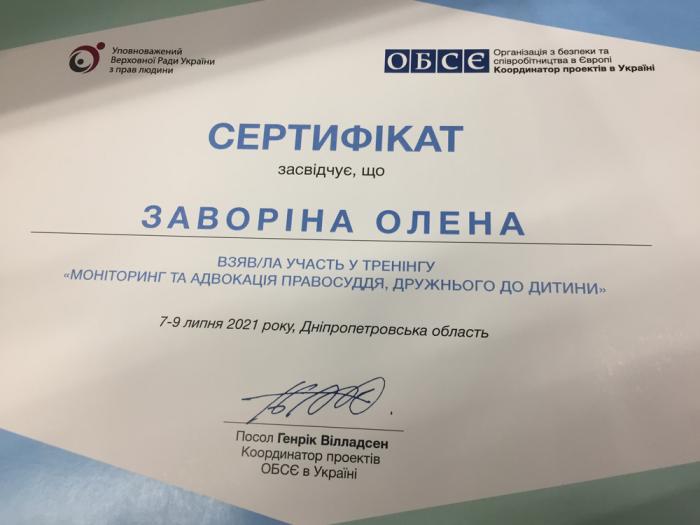 Уповноважений
Верховної Ради України
з прав людини
ОБСЄ
Організація з безпеки та
співробітництва в Європі
Координатор проектів в Україні
СЕРТИФІКАТ
засвідчує, що
ЗАВОРІНА ОЛЕНА
ВЗЯВ/ЛА УЧАСТЬ У ТРЕНІНГУ
«МОНІТОРИНГ ТА АДВОКАЦІЯ ПРАВОСУДДЯ, ДРУЖНЬОГО ДО ДИТИНИ»
7-9 липня 2021 року, Дніпропетровська область
Посол Генрік Вілладсен
Координатор проектів
ОБСЄ в Україні